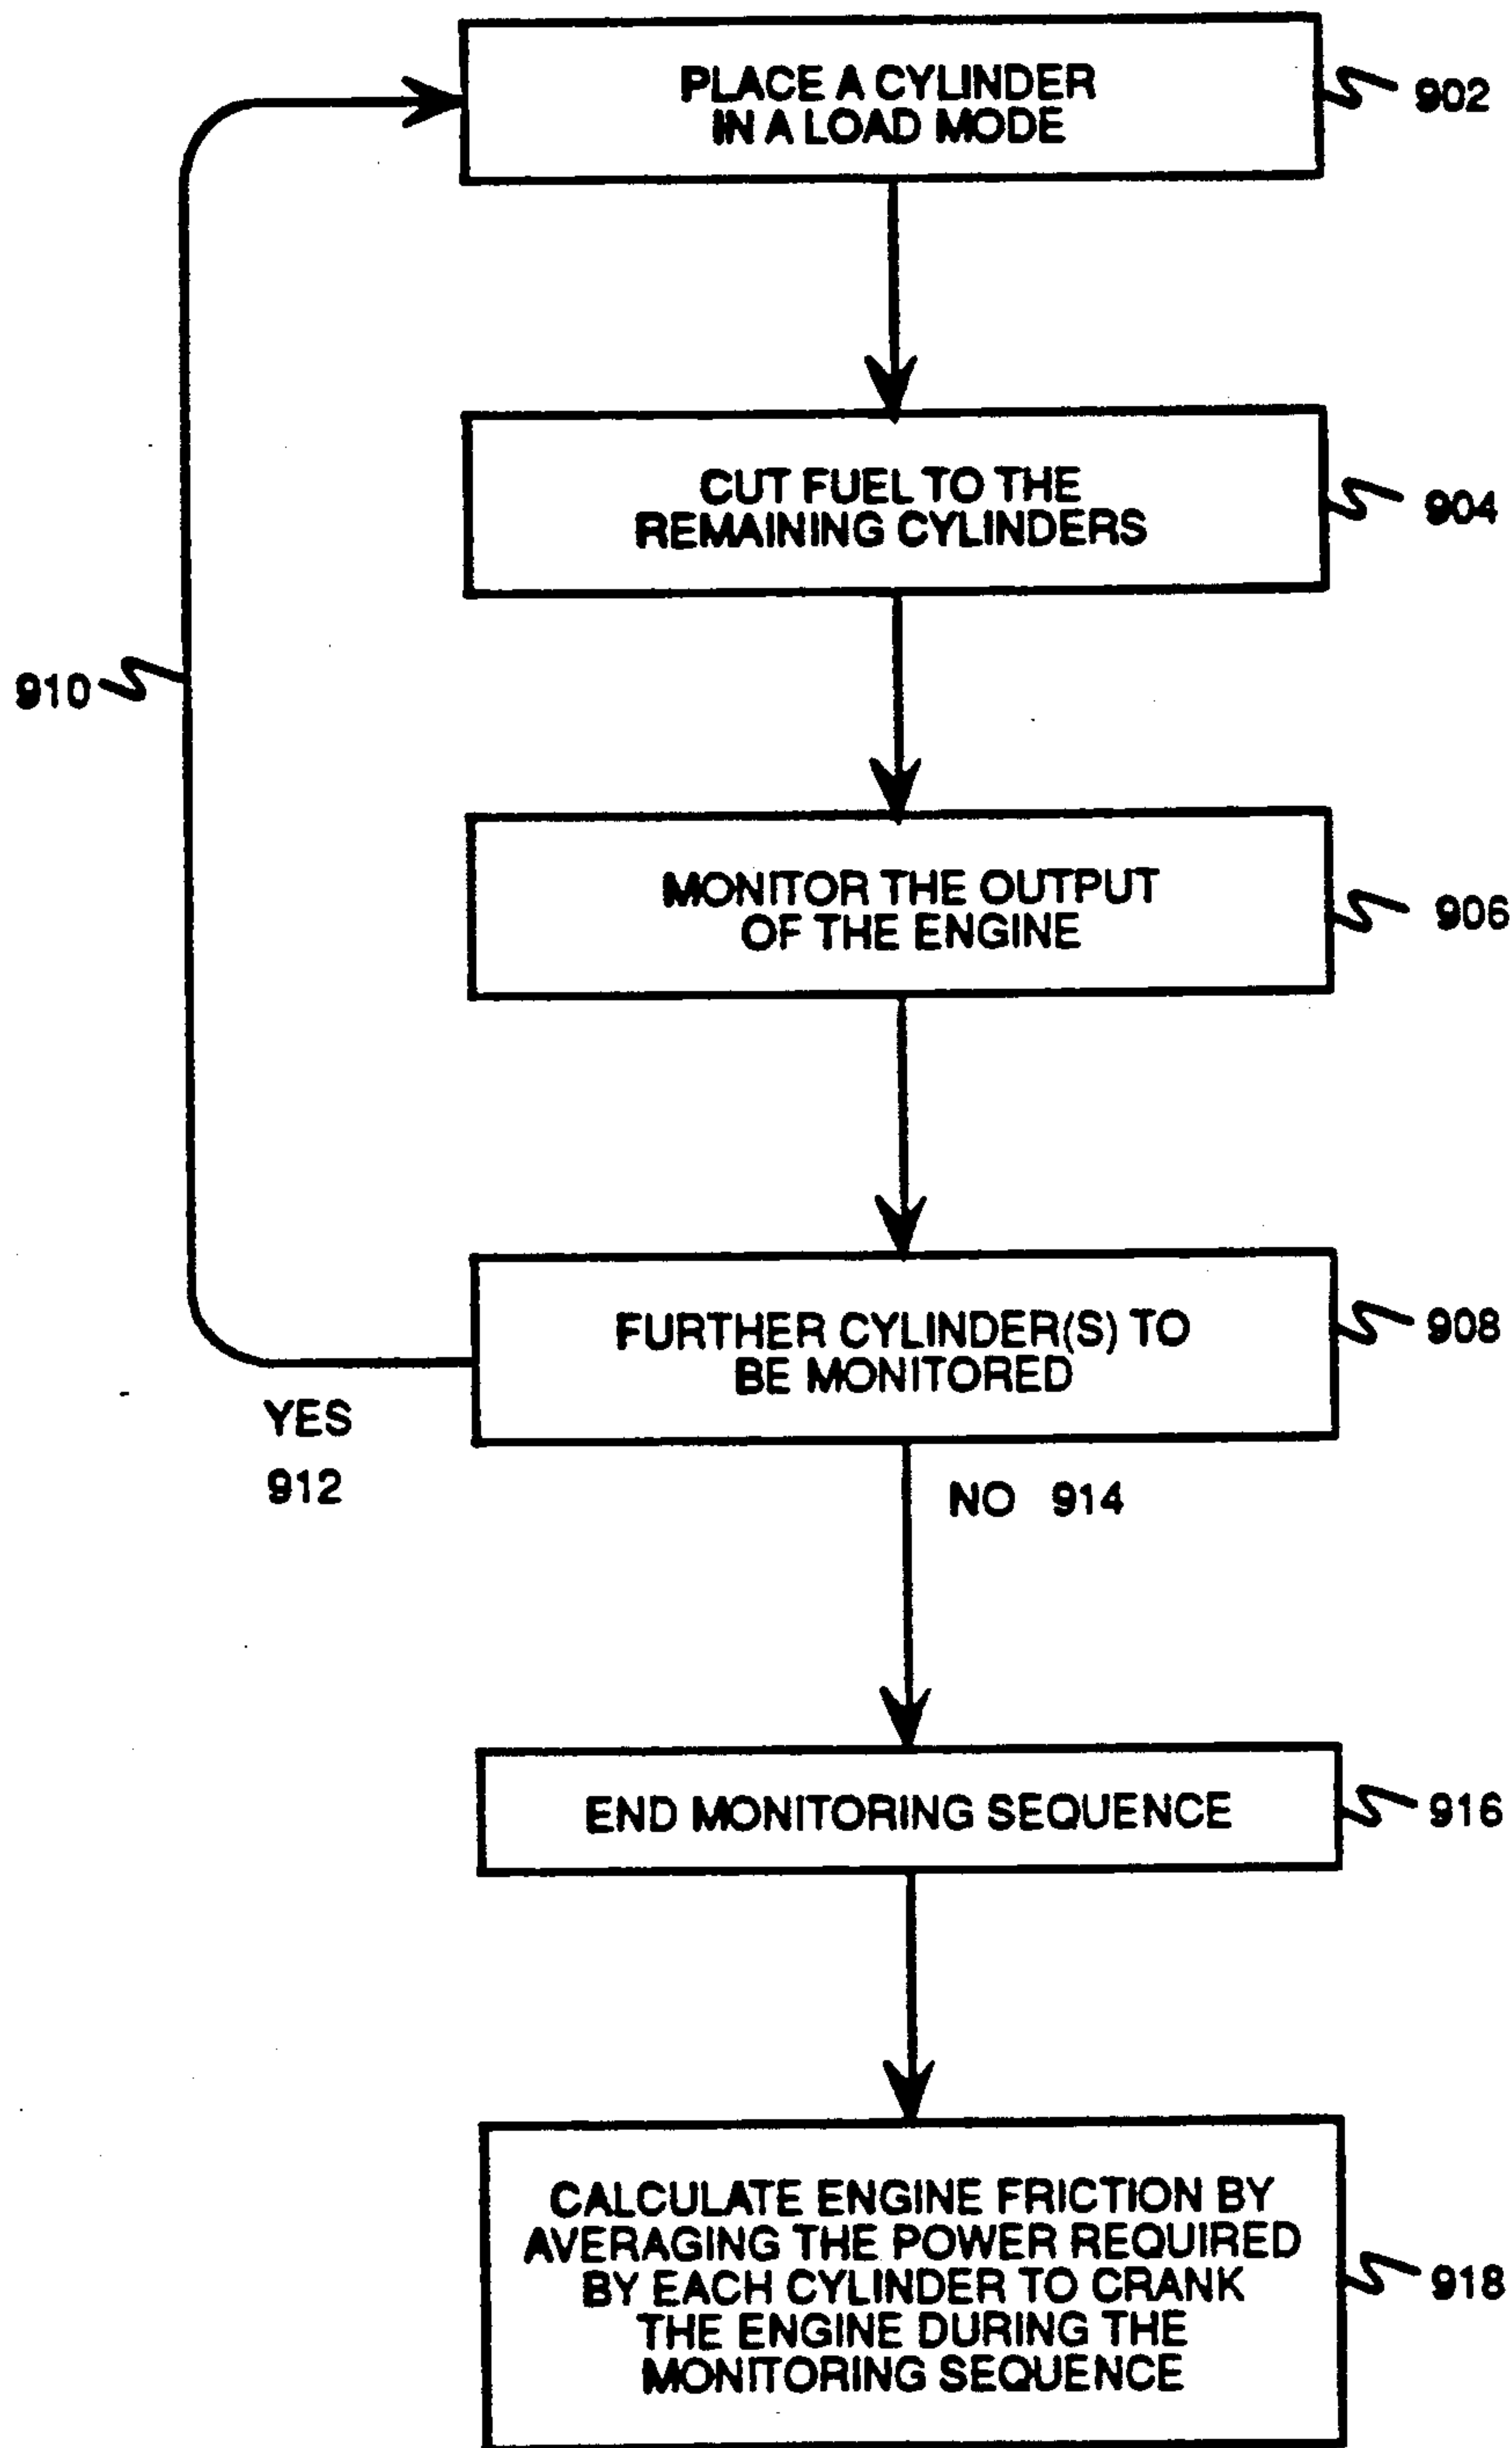 PLACE A CYLINDER
IN A LOAD MODE
902
CUT FUEL TO THE
REMAINING CYLINDERS
904
910
MONITOR THE OUTPUT
OF THE ENGINE
906
FURTHER CYLINDER(S) TO
BE MONITORED
908
YES
912
NO 914
END MONITORING SEQUENCE
916
CALCULATE ENGINE FRICTION BY
AVERAGING THE POWER REQUIRED
BY EACH CYLINDER TO CRANK
THE ENGINE DURING THE
MONITORING SEQUENCE
918